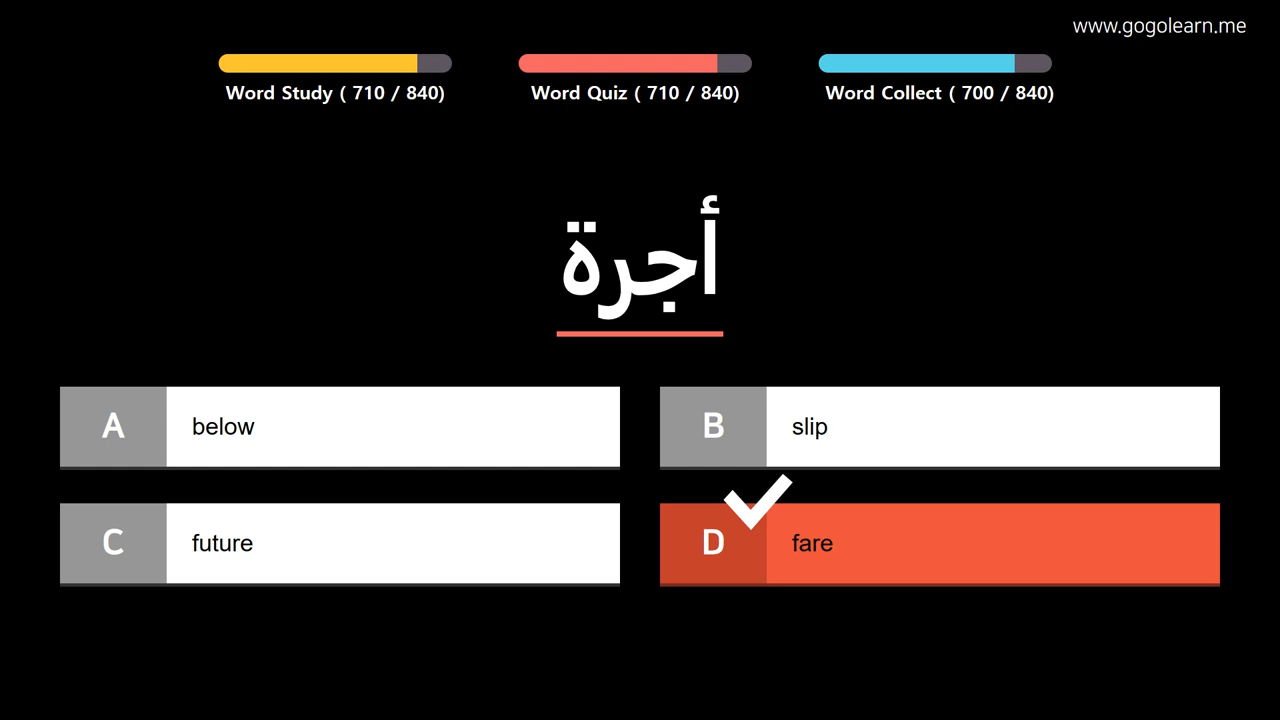 www.gogolearn.me
Word Study ( 710 / 840)
Word Quiz ( 710 / 840)
Word Collect ( 700 / 840)
أجرة
A below
B slip
C future
D fare